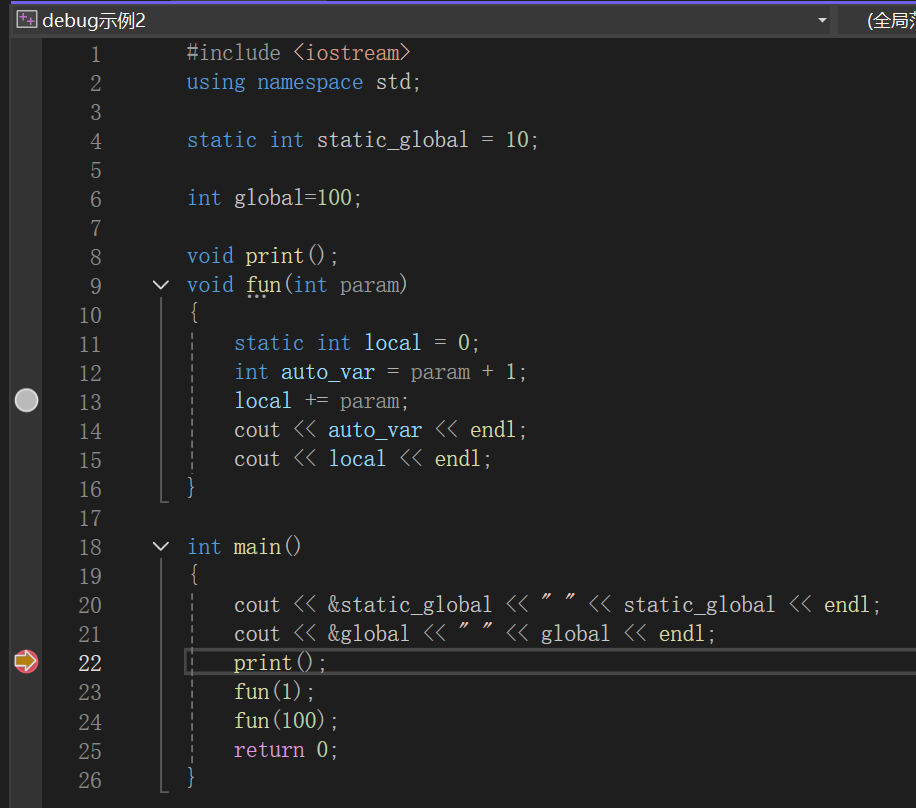 debug示例2 (全局
1 #include <iostream>
2 using namespace std;
3
4 static int static_global = 10;
5
6 int global=100;
7
8 void print();
9 void fun(int param)
10 {
11 static int local = 0;
12 int auto_var = param + 1;
13 local += param;
14 cout << auto_var << endl;
15 cout << local << endl;
16 }
17
18 int main()
19 {
20 cout << &static_global << " " << static_global << endl;
21 cout << &global << " " << global << endl;
22 print();
23 fun(1);
24 fun(100);
25 return 0;
26 }